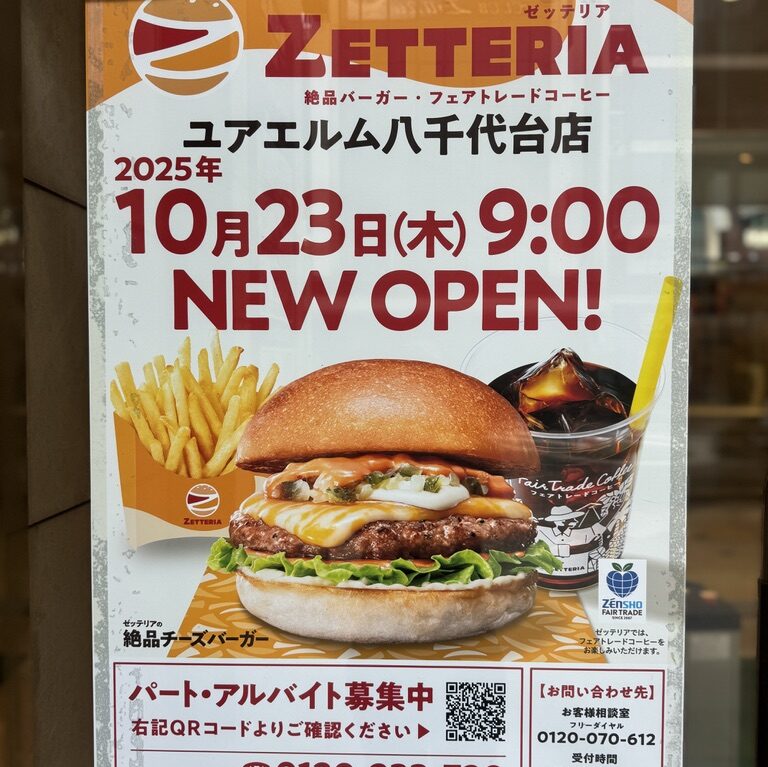 ゼッテリア
ZETTERIA
絶品バーガー・フェアトレードコーヒー
ユアエルム八千代台店
2025年
10月23日(木) 9:00
NEW OPEN!
Fair Trade Coffee
フェアトレードコーヒー
ZETTERIA
ZETTERIA
ZENSHO
FAIR TRADE
SINCE 2007
ゼッテリアの
絶品チーズバーガー
ゼッテリアでは、
フェアトレードコーヒーを
お楽しみいただけます。
パート・アルバイト募集中
右記QRコードよりご確認ください▶
【お問い合わせ先】
お客様相談室
フリーダイヤル
0120-070-612
受付時間